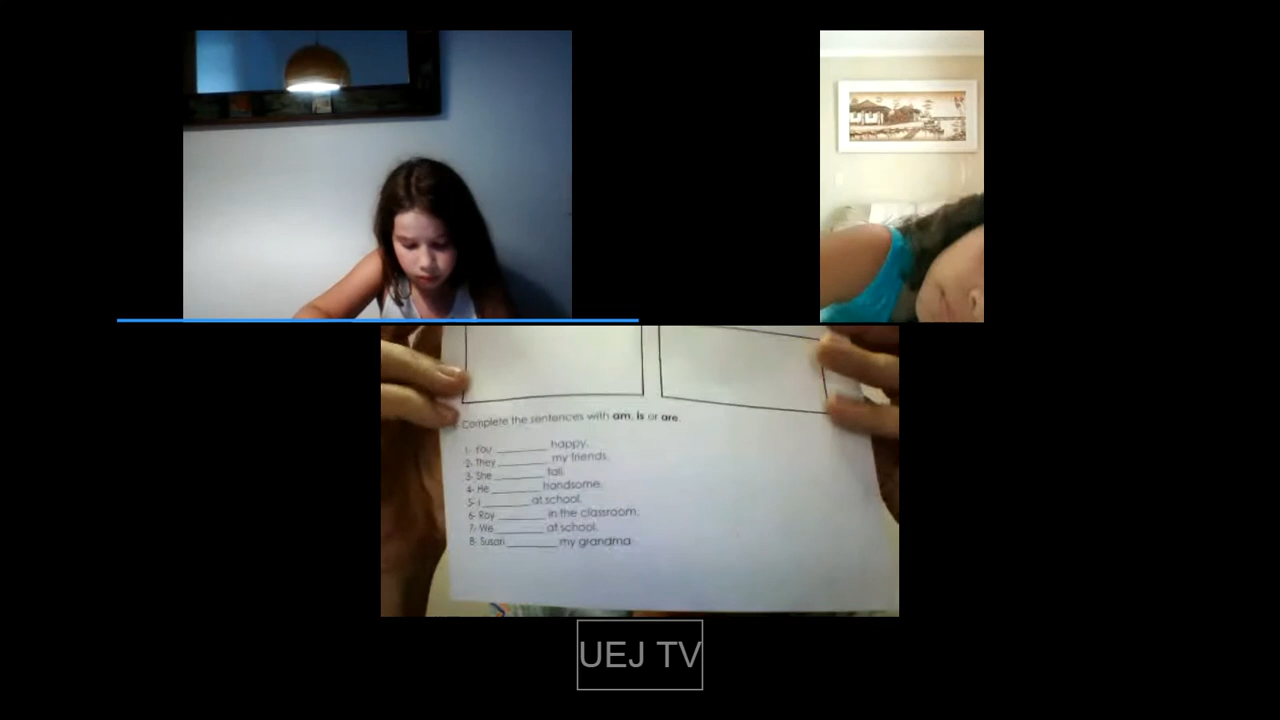 Complete the sentences with am, is or are.
1- You ________ happy.
2- They ________ my friends.
3- She ________ tall.
4- He ________ handsome.
5- I ________ at school.
6- Roy ________ in the classroom.
7- We ________ at school.
8- Susan ________ my grandma.
UEJ TV